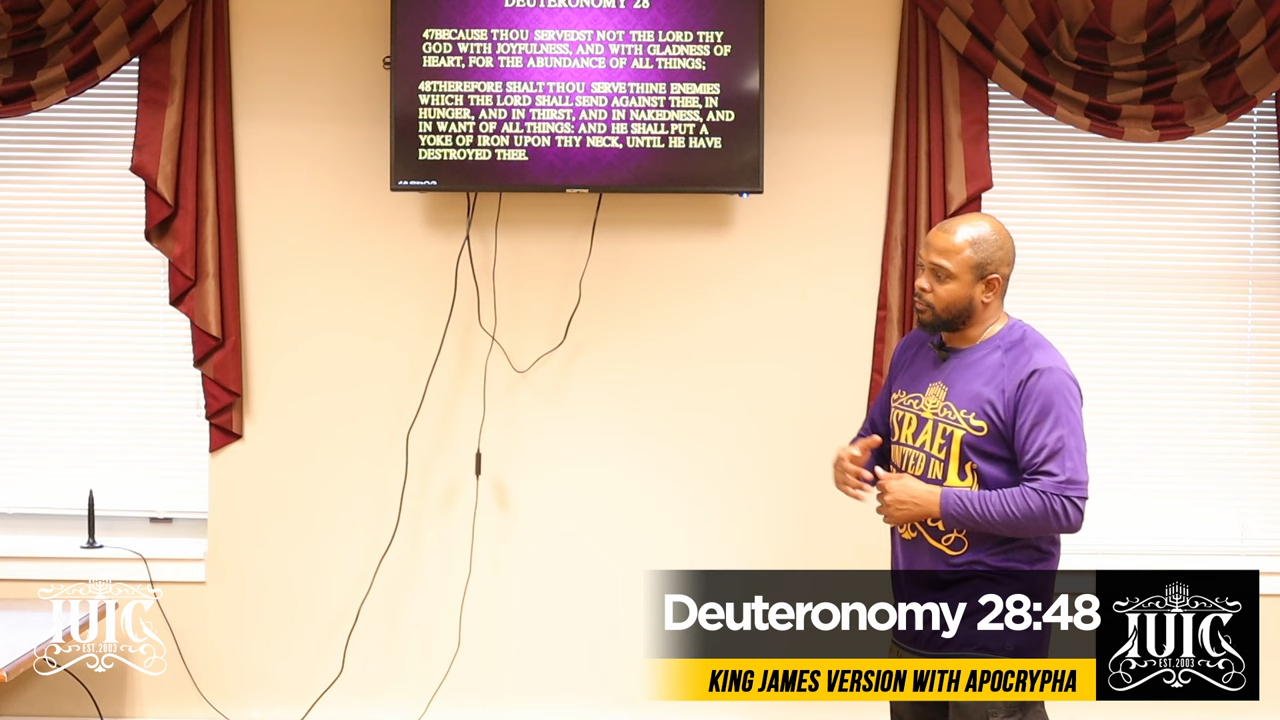 DEUTERONOMY 28
47BECAUSE THOU SERVEDST NOT THE LORD THY
GOD WITH JOYFULNESS, AND WITH GLADNESS OF
HEART, FOR THE ABUNDANCE OF ALL THINGS;
48THEREFORE SHALT THOU SERVE THINE ENEMIES
WHICH THE LORD SHALL SEND AGAINST THEE, IN
HUNGER, AND IN THIRST, AND IN NAKEDNESS, AND
IN WANT OF ALL THINGS: AND HE SHALL PUT A
YOKE OF IRON UPON THY NECK, UNTIL HE HAVE
DESTROYED THEE.
ISRAEL
UNITED IN
IUIC
EST. 2003
Deuteronomy 28:48
KING JAMES VERSION WITH APOCRYPHA
IUIC
EST. 2003